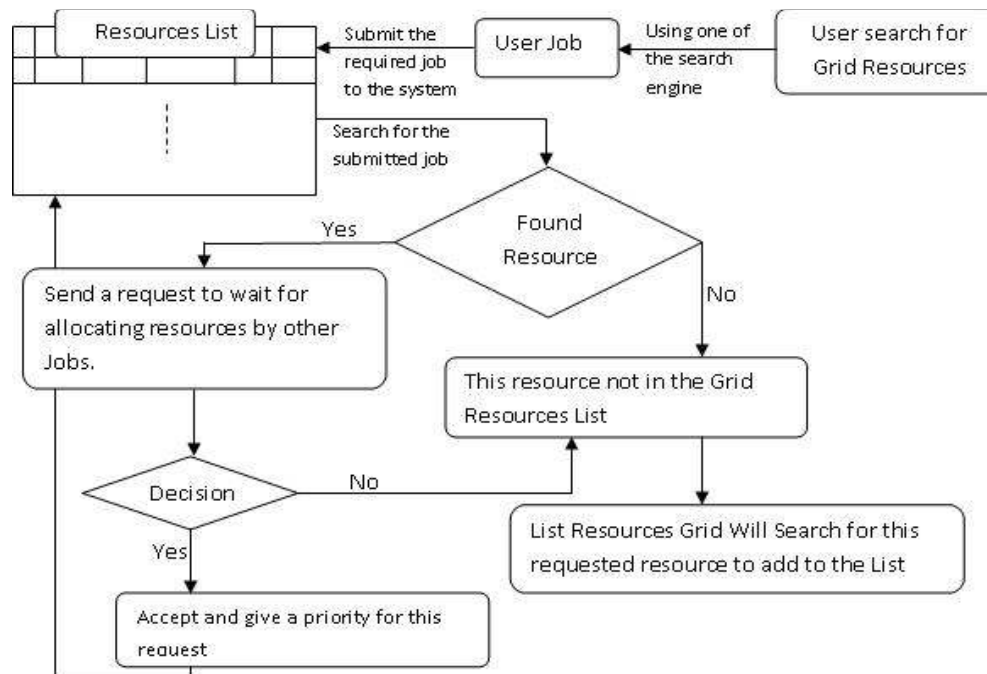 Resources List
Submit the
required job
to the system
User Job
Using one of
the search
engine
User search for
Grid Resources
Search for the
submitted job
Found
Resource
Yes
No
Send a request to wait for
allocating resources by other
Jobs.
This resource not in the Grid
Resources List
Decision
No
Yes
List Resources Grid Will Search for this
requested resource to add to the List
Accept and give a priority for this
request